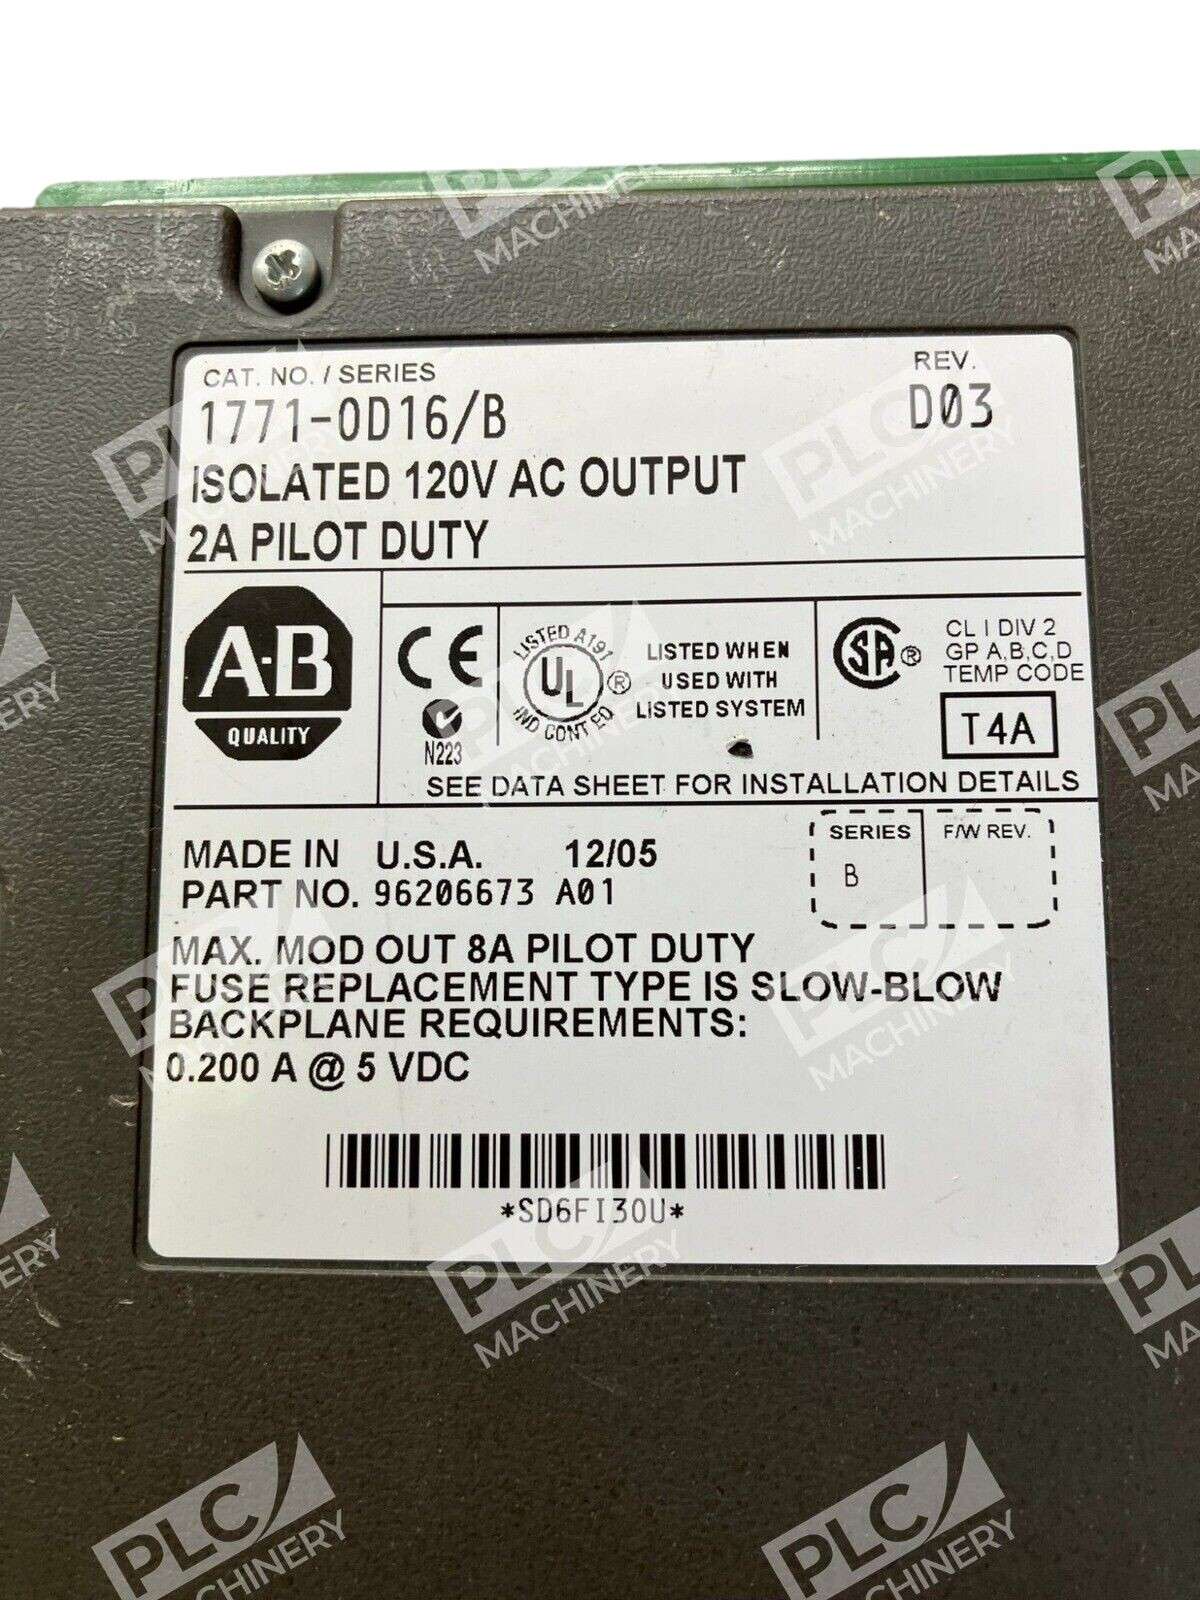 CAT. NO. / SERIES REV.
1771-OD16/B D03
ISOLATED 120V AC OUTPUT
2A PILOT DUTY
A-B
QUALITY
CE
N223
LISTED A191
UL ®
IND CONT EQ
LISTED WHEN
USED WITH
LISTED SYSTEM
SA ®
CL I DIV 2
GP A,B,C,D
TEMP CODE
T4A
SEE DATA SHEET FOR INSTALLATION DETAILS
MADE IN U.S.A. 12/05
PART NO. 96206673 A01
SERIES F/W REV.
B
MAX. MOD OUT 8A PILOT DUTY
FUSE REPLACEMENT TYPE IS SLOW-BLOW
BACKPLANE REQUIREMENTS:
0.200 A @ 5 VDC
*SD6FI30U*
PLC
MACHINERY